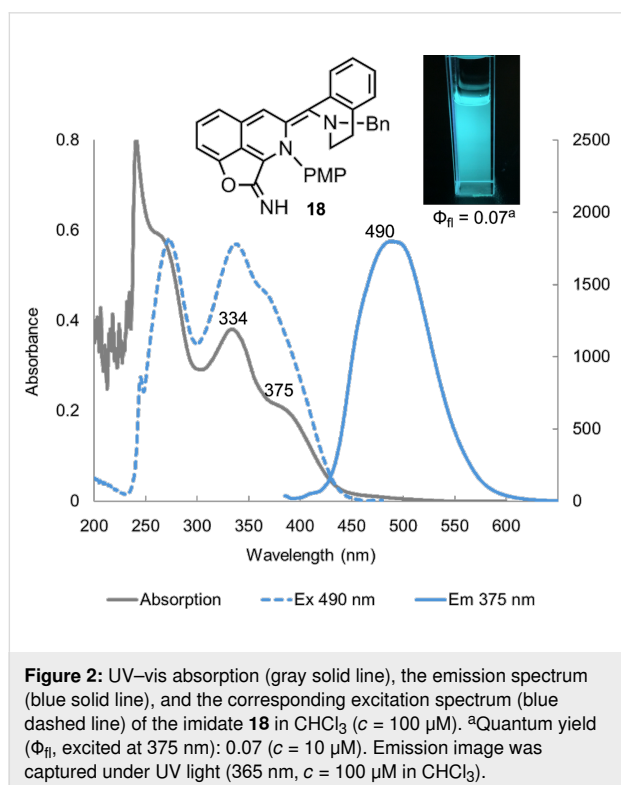 N
Bn
N
PMP
O
NH
18
Φfl = 0.07ᵃ
0.8
0.6
0.4
0.2
0
Absorbance
2500
2000
1500
1000
500
0
334
375
490
200 250 300 350 400 450 500 550 600
Wavelength (nm)
Absorption Ex 490 nm Em 375 nm
Figure 2: UV–vis absorption (gray solid line), the emission spectrum
(blue solid line), and the corresponding excitation spectrum (blue
dashed line) of the imidate 18 in CHCl₃ (c = 100 µM). ᵃQuantum yield
(Φfl, excited at 375 nm): 0.07 (c = 10 µM). Emission image was
captured under UV light (365 nm, c = 100 µM in CHCl₃).